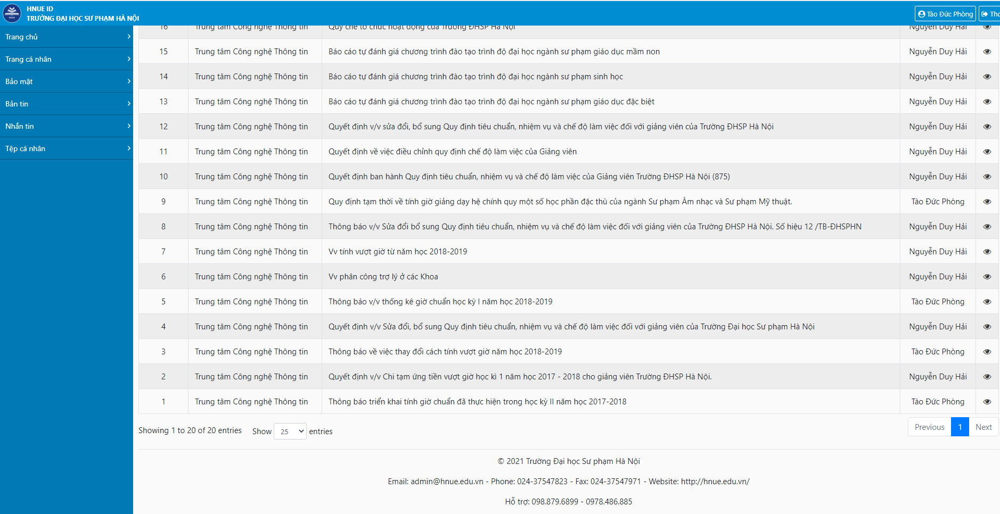 HNUE ID
TRƯỜNG ĐẠI HỌC SƯ PHẠM HÀ NỘI
Tào Đức Phòng
Tho
Trang chủ
Trang cá nhân
Bảo mật
Bản tin
Nhắn tin
Tệp cá nhân
16 Trung tâm Công nghệ Thông tin Quy chế tổ chức hoạt động của Trường ĐHSP Hà Nội Nguyễn Duy Hải
15 Trung tâm Công nghệ Thông tin Báo cáo tự đánh giá chương trình đào tạo trình độ đại học ngành sư phạm giáo dục mầm non Nguyễn Duy Hải
14 Trung tâm Công nghệ Thông tin Báo cáo tự đánh giá chương trình đào tạo trình độ đại học ngành sư phạm sinh học Nguyễn Duy Hải
13 Trung tâm Công nghệ Thông tin Báo cáo tự đánh giá chương trình đào tạo trình độ đại học ngành sư phạm giáo dục đặc biệt Nguyễn Duy Hải
12 Trung tâm Công nghệ Thông tin Quyết định v/v sửa đổi, bổ sung Quy định tiêu chuẩn, nhiệm vụ và chế độ làm việc đối với giảng viên của Trường ĐHSP Hà Nội Nguyễn Duy Hải
11 Trung tâm Công nghệ Thông tin Quyết định về việc điều chỉnh quy định chế độ làm việc của Giảng viên Nguyễn Duy Hải
10 Trung tâm Công nghệ Thông tin Quyết định ban hành Quy định tiêu chuẩn, nhiệm vụ và chế độ làm việc của Giảng viên Trường ĐHSP Hà Nội (875) Nguyễn Duy Hải
9 Trung tâm Công nghệ Thông tin Quy định tạm thời về tính giờ giảng dạy hệ chính quy một số học phần đặc thù của ngành Sư phạm Âm nhạc và Sư phạm Mỹ thuật. Tào Đức Phòng
8 Trung tâm Công nghệ Thông tin Thông báo v/v Sửa đổi bổ sung Quy định tiêu chuẩn, nhiệm vụ và chế độ làm việc đối với giảng viên của Trường ĐHSP Hà Nội. Số hiệu 12 /TB-ĐHSPHN Nguyễn Duy Hải
7 Trung tâm Công nghệ Thông tin Vv tính vượt giờ từ năm học 2018-2019 Nguyễn Duy Hải
6 Trung tâm Công nghệ Thông tin Vv phân công trợ lý ở các Khoa Nguyễn Duy Hải
5 Trung tâm Công nghệ Thông tin Thông báo v/v thống kê giờ chuẩn học kỳ I năm học 2018-2019 Tào Đức Phòng
4 Trung tâm Công nghệ Thông tin Quyết định v/v Sửa đổi, bổ sung Quy định tiêu chuẩn, nhiệm vụ và chế độ làm việc đối với giảng viên của Trường Đại học Sư phạm Hà Nội Nguyễn Duy Hải
3 Trung tâm Công nghệ Thông tin Thông báo về việc thay đổi cách tính vượt giờ năm học 2018-2019 Tào Đức Phòng
2 Trung tâm Công nghệ Thông tin Quyết định v/v Chi tạm ứng tiền vượt giờ học kì 1 năm học 2017 - 2018 cho giảng viên Trường ĐHSP Hà Nội. Nguyễn Duy Hải
1 Trung tâm Công nghệ Thông tin Thông báo triển khai tính giờ chuẩn đã thực hiện trong học kỳ II năm học 2017-2018 Tào Đức Phòng
Showing 1 to 20 of 20 entries Show 25 entries Previous 1 Next
© 2021 Trường Đại học Sư phạm Hà Nội
Email: admin@hnue.edu.vn - Phone: 024-37547823 - Fax: 024-37547971 - Website: http://hnue.edu.vn/
Hỗ trợ: 098.879.6899 - 0978.486.885